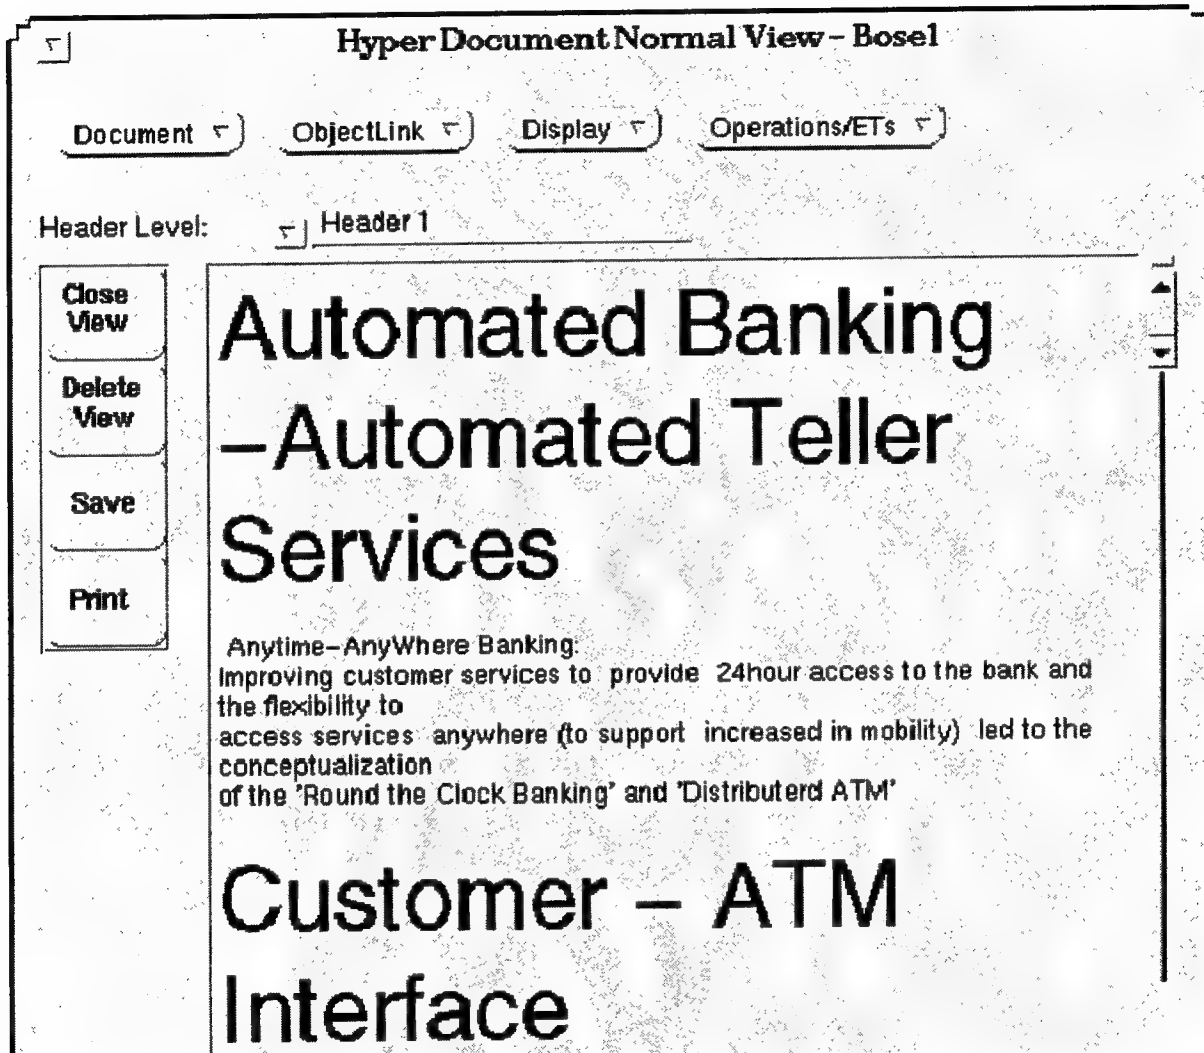 Hyper Document Normal View – Bose1
Document
ObjectLink
Display
Operations/ETs
Header Level:
Header 1
Close
View
Delete
View
Save
Print
Automated Banking
–Automated Teller
Services
Anytime–AnyWhere Banking:
Improving customer services to provide 24hour access to the bank and
the flexibility to
access services anywhere (to support increased in mobility) led to the
conceptualization
of the 'Round the Clock Banking' and 'Distributerd ATM'
Customer – ATM
Interface